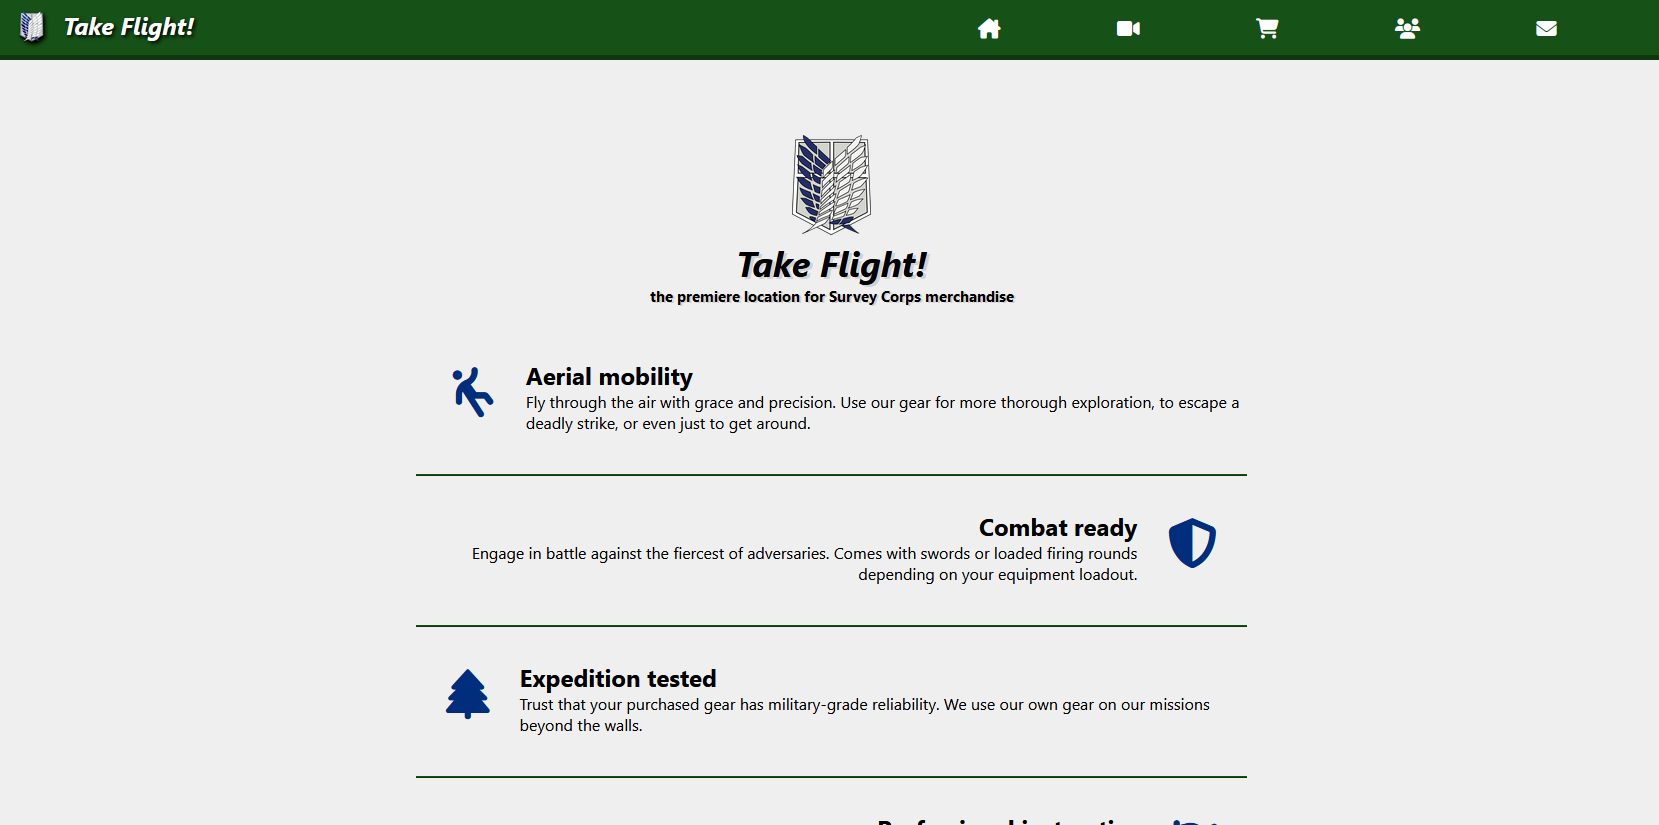 Take Flight!
Take Flight!
the premiere location for Survey Corps merchandise
Aerial mobility
Fly through the air with grace and precision. Use our gear for more thorough exploration, to escape a
deadly strike, or even just to get around.
Combat ready
Engage in battle against the fiercest of adversaries. Comes with swords or loaded firing rounds
depending on your equipment loadout.
Expedition tested
Trust that your purchased gear has military-grade reliability. We use our own gear on our missions
beyond the walls.